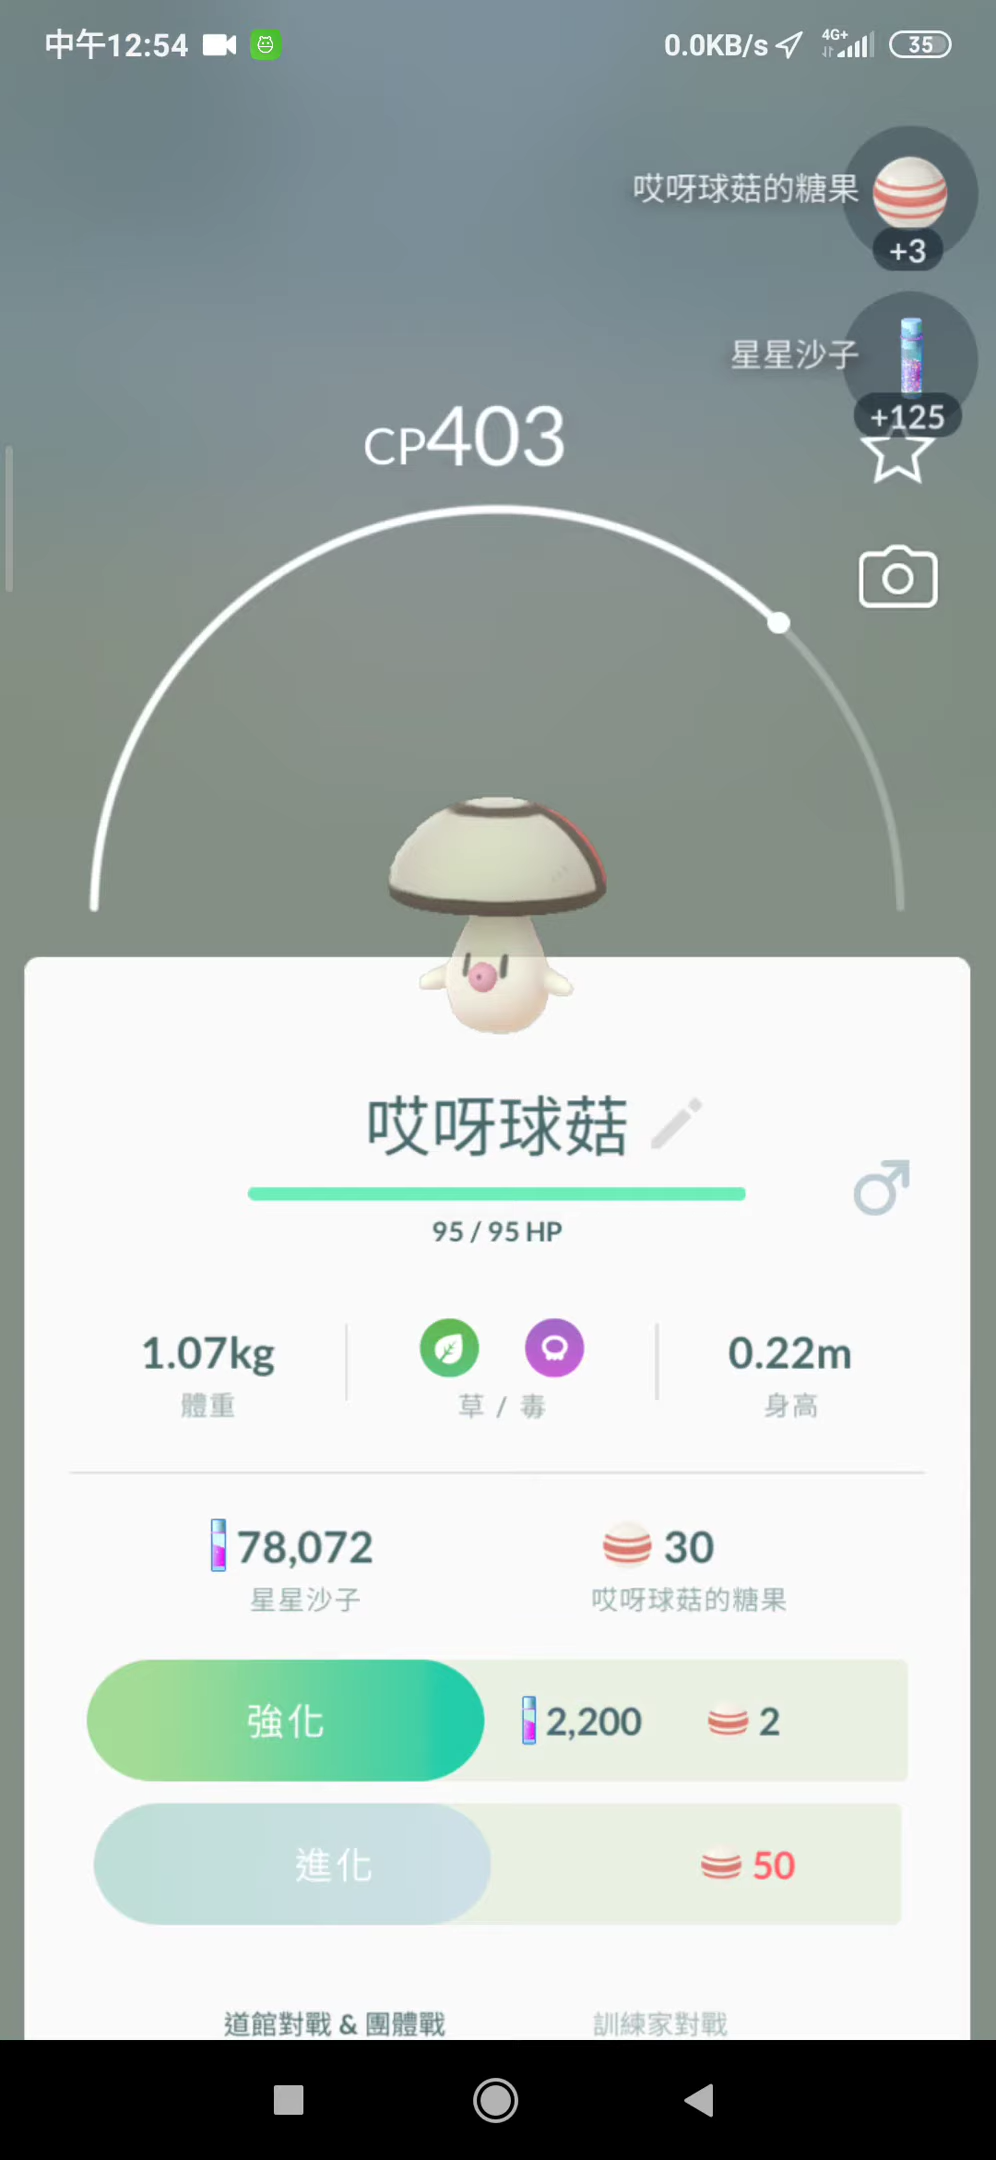 中午12:54 0.0KB/s 4G+ 35
哎呀球菇的糖果
+3
星星沙子
+125
CP403
哎呀球菇
95 / 95 HP
1.07kg 0.22m
體重 草 / 毒 身高
78,072 30
星星沙子 哎呀球菇的糖果
強化 2,200 2
進化 50
道館對戰 & 團體戰 訓練家對戰